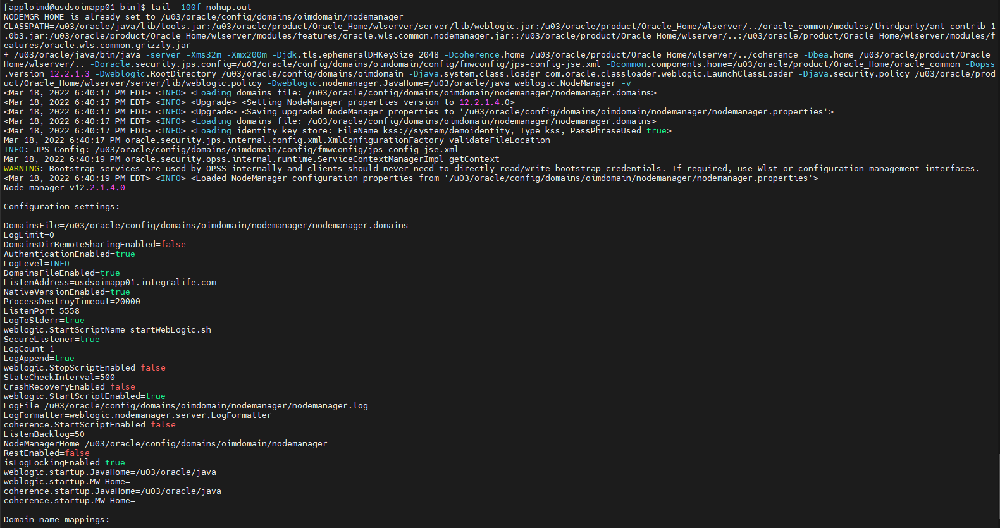 [apploimd@usdsoimapp01 bin]$ tail -100f nohup.out
NODEMGR_HOME is already set to /u03/oracle/config/domains/oimdomain/nodemanager
CLASSPATH=/u03/oracle/java/lib/tools.jar:/u03/oracle/product/Oracle_Home/wlserver/server/lib/weblogic.jar:/u03/oracle/product/Oracle_Home/wlserver/../oracle_common/modules/thirdparty/ant-contrib-1
.0b3.jar:/u03/oracle/product/Oracle_Home/wlserver/modules/features/oracle.wls.common.nodemanager.jar::/u03/oracle/product/Oracle_Home/wlserver/..:/u03/oracle/product/Oracle_Home/wlserver/modules/f
eatures/oracle.wls.common.grizzly.jar
+ /u03/oracle/java/bin/java -server -Xms32m -Xmx200m -Djdk.tls.ephemeralDHKeySize=2048 -Dcoherence.home=/u03/oracle/product/Oracle_Home/wlserver/../coherence -Dbea.home=/u03/oracle/product/Oracle_
Home/wlserver/.. -Doracle.security.jps.config=/u03/oracle/config/domains/oimdomain/config/fmwconfig/jps-config-jse.xml -Dcommon.components.home=/u03/oracle/product/Oracle_Home/oracle_common -Dopss
.version=12.2.1.3 -Dweblogic.RootDirectory=/u03/oracle/config/domains/oimdomain -Djava.system.class.loader=com.oracle.classloader.weblogic.LaunchClassLoader -Djava.security.policy=/u03/oracle/prod
uct/Oracle_Home/wlserver/server/lib/weblogic.policy -Dweblogic.nodemanager.JavaHome=/u03/oracle/java weblogic.NodeManager -v
<Mar 18, 2022 6:40:17 PM EDT> <INFO> <Loading domains file: /u03/oracle/config/domains/oimdomain/nodemanager/nodemanager.domains>
<Mar 18, 2022 6:40:17 PM EDT> <INFO> <Upgrade> <Setting NodeManager properties version to 12.2.1.4.0>
<Mar 18, 2022 6:40:17 PM EDT> <INFO> <Upgrade> <Saving upgraded NodeManager properties to '/u03/oracle/config/domains/oimdomain/nodemanager/nodemanager.properties'>
<Mar 18, 2022 6:40:17 PM EDT> <INFO> <Loading domains file: /u03/oracle/config/domains/oimdomain/nodemanager/nodemanager.domains>
<Mar 18, 2022 6:40:17 PM EDT> <INFO> <Loading identity key store: FileName=kss://system/demoidentity, Type=kss, PassPhraseUsed=true>
Mar 18, 2022 6:40:17 PM oracle.security.jps.internal.config.xml.XmlConfigurationFactory validateFileLocation
INFO: JPS Config: /u03/oracle/config/domains/oimdomain/config/fmwconfig/jps-config-jse.xml
Mar 18, 2022 6:40:19 PM oracle.security.opss.internal.runtime.ServiceContextManagerImpl getContext
WARNING: Bootstrap services are used by OPSS internally and clients should never need to directly read/write bootstrap credentials. If required, use Wlst or configuration management interfaces.
<Mar 18, 2022 6:40:19 PM EDT> <INFO> <Loaded NodeManager configuration properties from '/u03/oracle/config/domains/oimdomain/nodemanager/nodemanager.properties'>
Node manager v12.2.1.4.0
Configuration settings:
DomainsFile=/u03/oracle/config/domains/oimdomain/nodemanager/nodemanager.domains
LogLimit=0
DomainsDirRemoteSharingEnabled=false
AuthenticationEnabled=true
LogLevel=INFO
DomainsFileEnabled=true
ListenAddress=usdsoimapp01.integralife.com
NativeVersionEnabled=true
ProcessDestroyTimeout=20000
ListenPort=5558
LogToStderr=true
weblogic.StartScriptName=startWebLogic.sh
SecureListener=true
LogCount=1
LogAppend=true
weblogic.StopScriptEnabled=false
StateCheckInterval=500
CrashRecoveryEnabled=false
weblogic.StartScriptEnabled=true
LogFile=/u03/oracle/config/domains/oimdomain/nodemanager/nodemanager.log
LogFormatter=weblogic.nodemanager.server.LogFormatter
coherence.StartScriptEnabled=false
ListenBacklog=50
NodeManagerHome=/u03/oracle/config/domains/oimdomain/nodemanager
RestEnabled=false
isLogLockingEnabled=true
weblogic.startup.JavaHome=/u03/oracle/java
weblogic.startup.MW_Home=
coherence.startup.JavaHome=/u03/oracle/java
coherence.startup.MW_Home=
Domain name mappings: